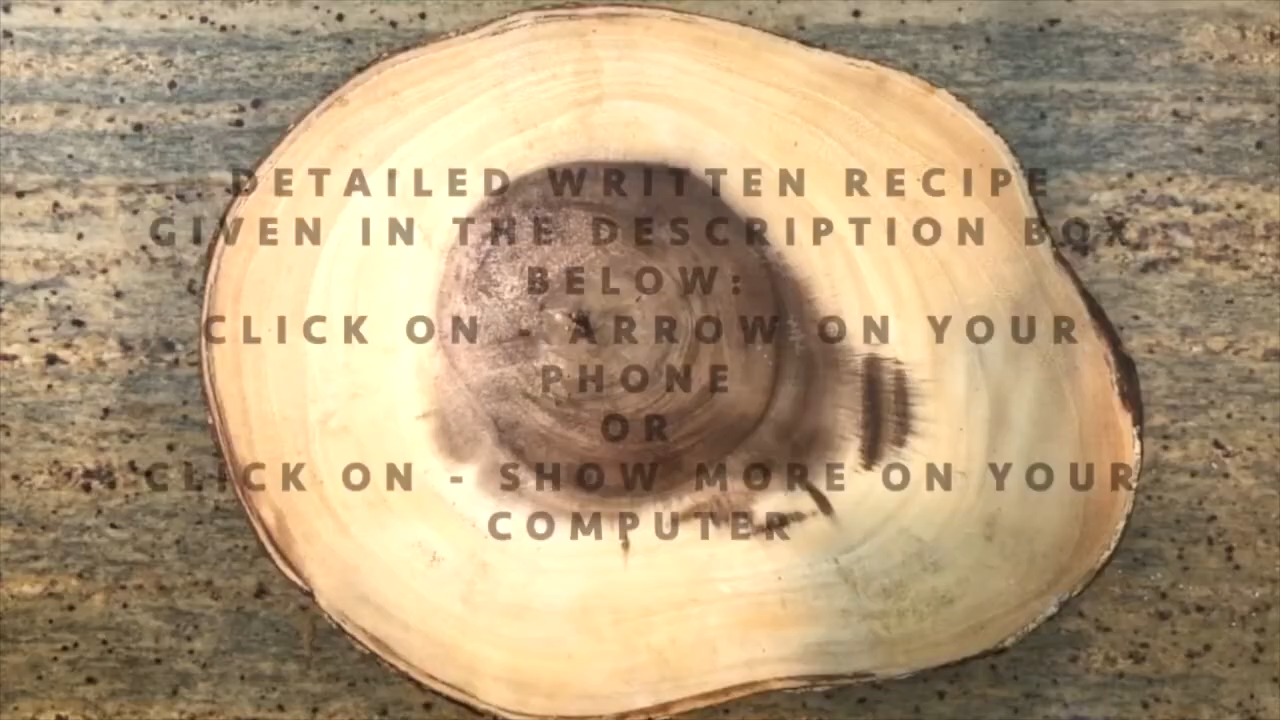 DETAILED WRITTEN RECIPE
GIVEN IN THE DESCRIPTION BOX
BELOW:
CLICK ON - ARROW ON YOUR
PHONE
OR
CLICK ON - SHOW MORE ON YOUR
COMPUTER